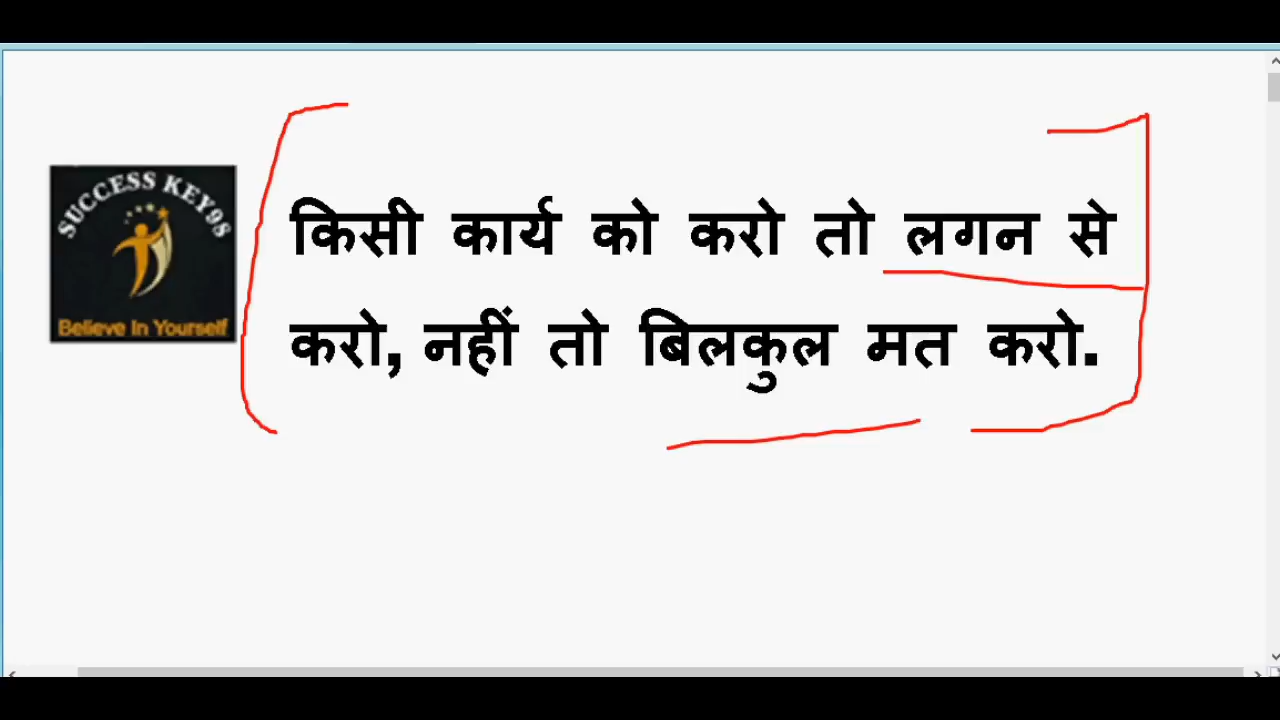 SUCCESS KEY98
Believe In Yourself
किसी कार्य को करो तो लगन से
करो, नहीं तो बिलकुल मत करो.